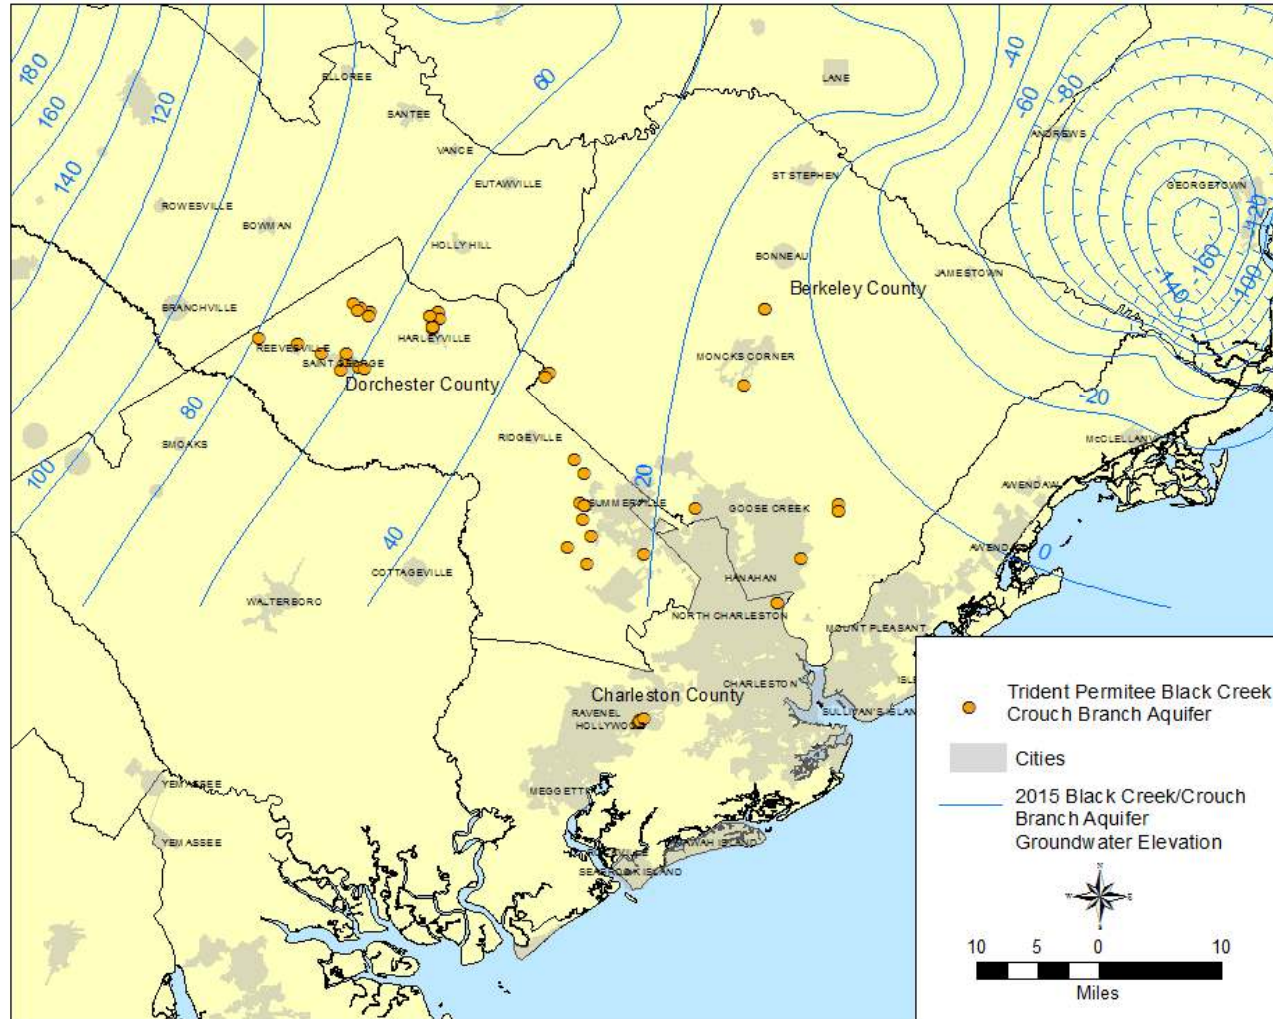 180
160
140
120
60
-40
-60
-80
ELLOREE
SANTEE
VANCE
EUTAWVILLE
LANE
ANDREWS
ST STEPHEN
GEORGETOWN
-120
-160
-140
-100
ROWESVILLE
BOWMAN
HOLLY HILL
BONNEAU
JAMESTOWN
Berkeley County
BRANCHVILLE
REEVESVILLE
HARLEYVILLE
SAINT GEORGE
MONCKS CORNER
Dorchester County
80
-20
SMOAKS
RIDGEVILLE
100
20
SUMMERVILLE
GOOSE CREEK
AWENDAW
40
0
COTTAGEVILLE
HANAHAN
WALTERBORO
NORTH CHARLESTON
MOUNT PLEASANT
CHARLESTON
Charleston County
RAVENEL
HOLLYWOOD
MEGGETT
YEMASSEE
YEMASSEE
SEABROOK ISLAND
Trident Permitee Black Creek
Crouch Branch Aquifer
Cities
2015 Black Creek/Crouch
Branch Aquifer
Groundwater Elevation
N
W
E
S
10 5 0 10
Miles